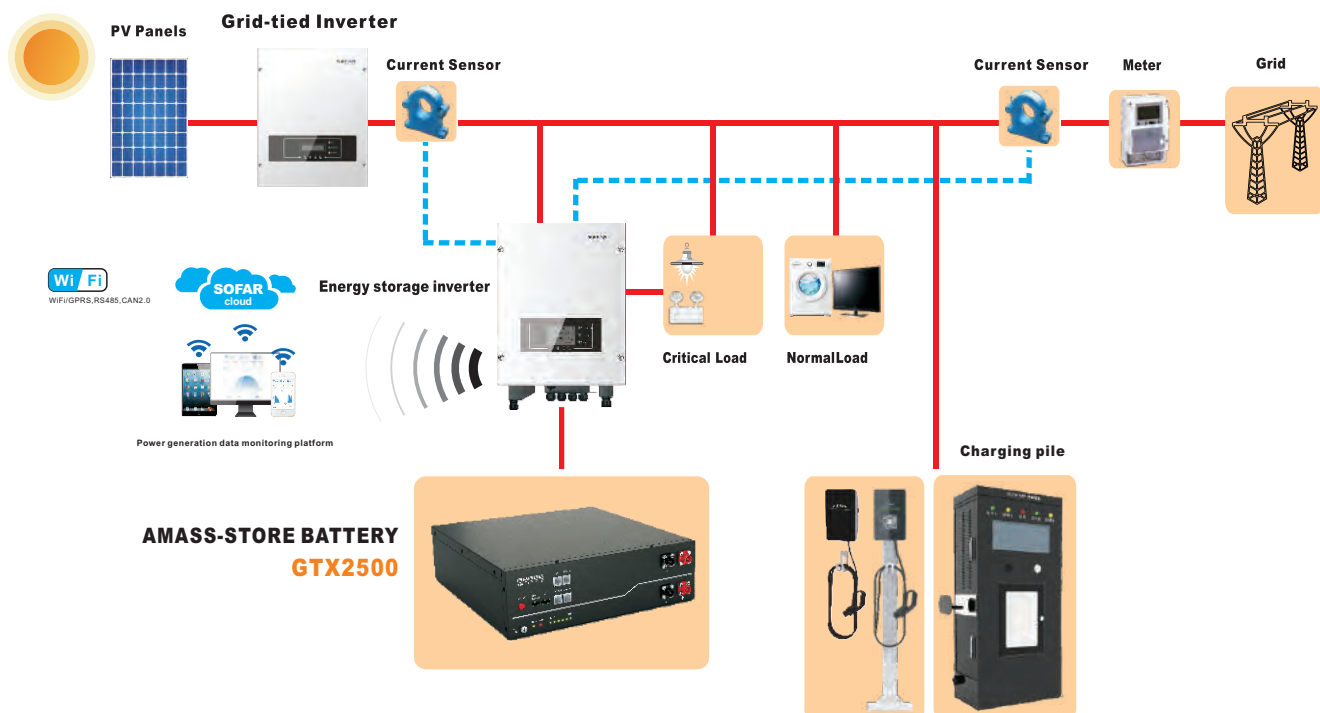 Grid-tied Inverter
PV Panels
Current Sensor
Current Sensor
Meter
Grid
SOFAR
Wi Fi
WiFi/GPRS,RS485,CAN2.0
SOFAR
cloud
Energy storage inverter
Critical Load
NormalLoad
Power generation data monitoring platform
Charging pile
AMASS-STORE BATTERY
GTX2500